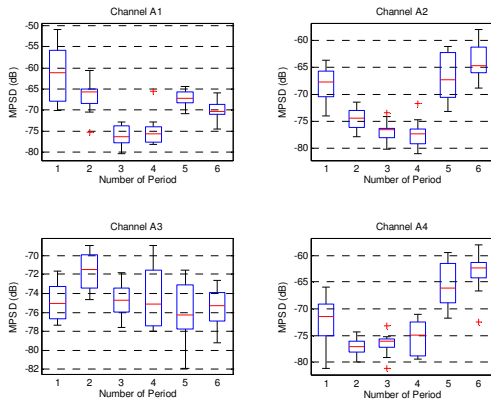 Channel A1
-50
-55
-60
-65
-70
-75
-80
MPSD (dB)
1 2 3 4 5 6
Number of Period
Channel A2
-60
-65
-70
-75
-80
MPSD (dB)
1 2 3 4 5 6
Number of Period
Channel A3
-70
-72
-74
-76
-78
-80
-82
MPSD (dB)
1 2 3 4 5 6
Number of Period
Channel A4
-60
-65
-70
-75
-80
MPSD (dB)
1 2 3 4 5 6
Number of Period